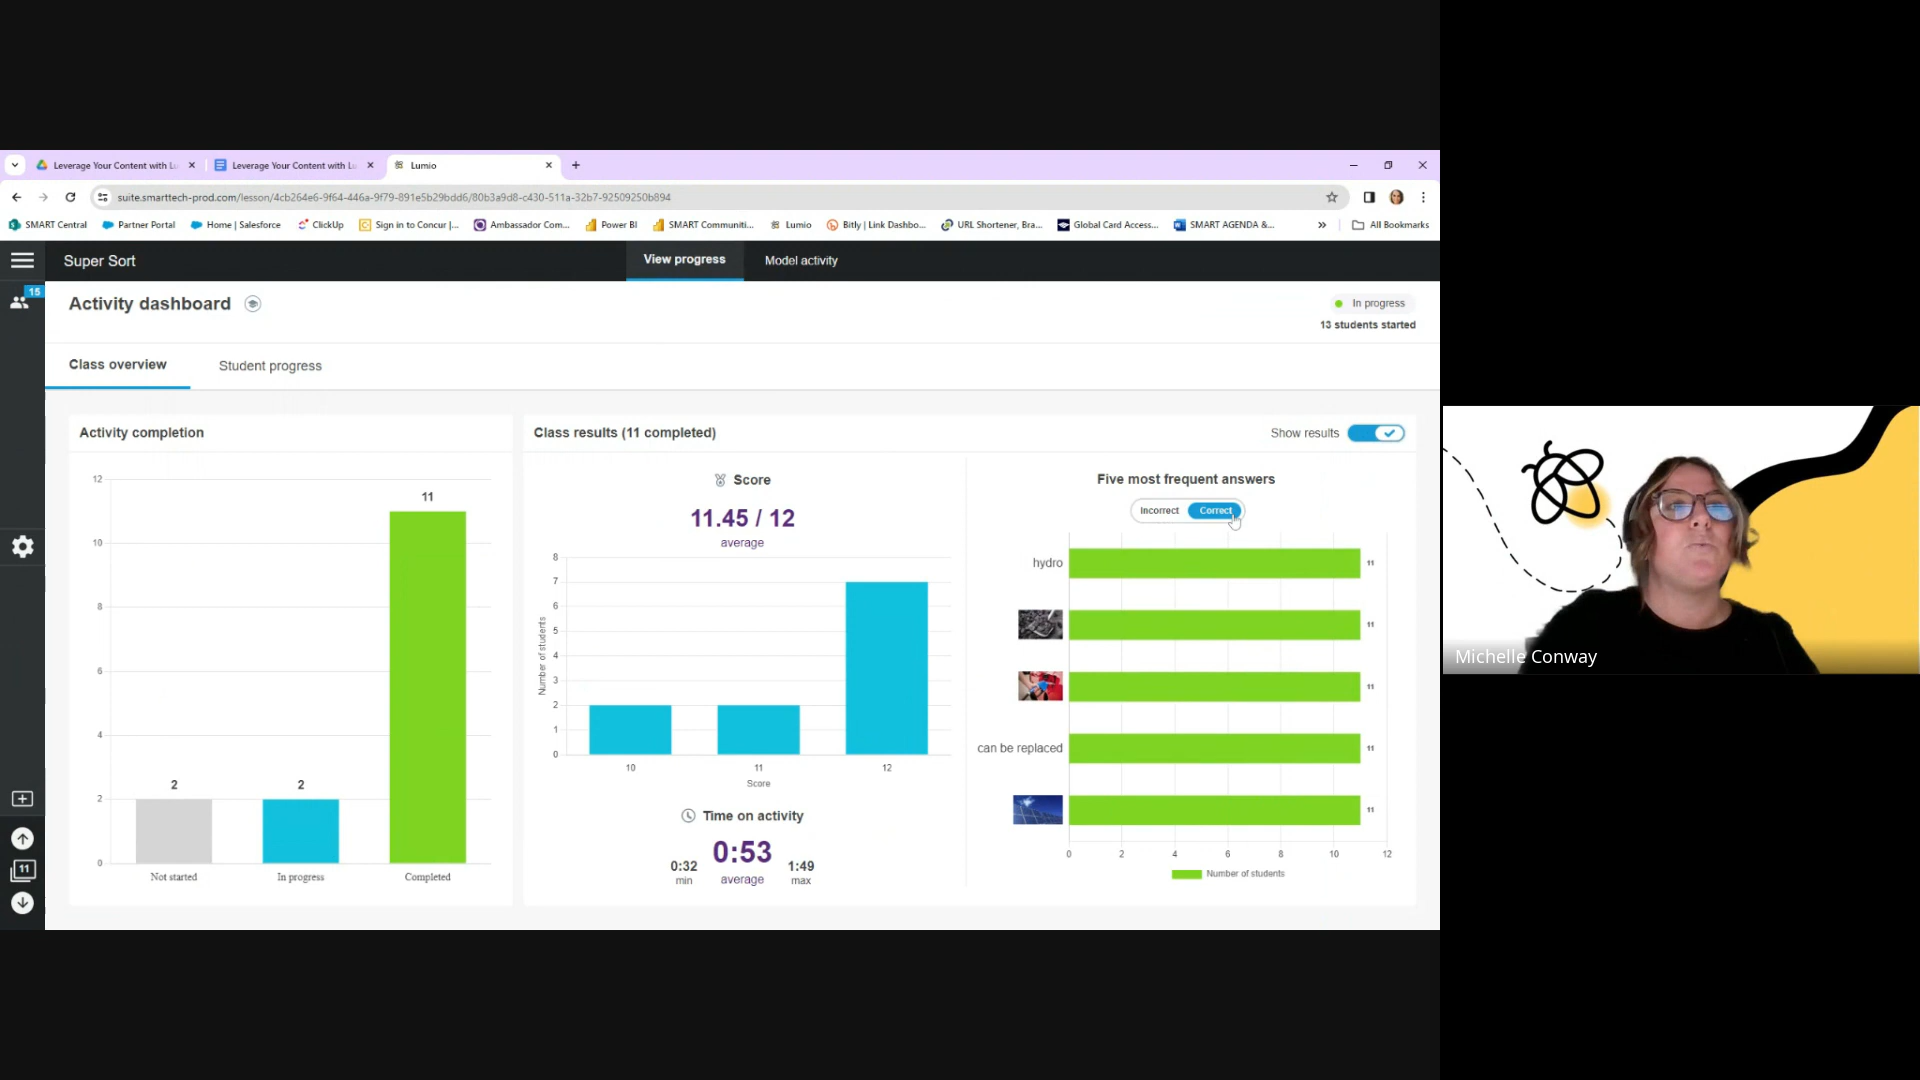 Leverage Your Content with Lu
Leverage Your Content with Lu
Lumio
suite.smarttech-prod.com/lesson/4cb264e6-9f64-446a-9f79-891e5b29bdd6/80b3a9d8-c430-511a-32b7-92509250b894
SMART Central
Partner Portal
Home | Salesforce
ClickUp
Sign in to Concur |...
Ambassador Com...
Power BI
SMART Communiti...
Lumio
Bitly | Link Dashbo...
URL Shortener, Bra...
Global Card Access...
SMART AGENDA &...
All Bookmarks
Super Sort
View progress
Model activity
15
Activity dashboard
In progress
13 students started
Class overview
Student progress
Activity completion
12
10
8
6
4
2
0
2
2
11
Not started
In progress
Completed
Class results (11 completed)
Show results
Score
11.45 / 12
average
Number of students
8
7
6
5
4
3
2
1
0
10
11
12
Score
Time on activity
0:32
min
0:53
average
1:49
max
Five most frequent answers
Incorrect
Correct
hydro
11
11
11
can be replaced
11
11
0
2
4
6
8
10
12
Number of students
11
Michelle Conway